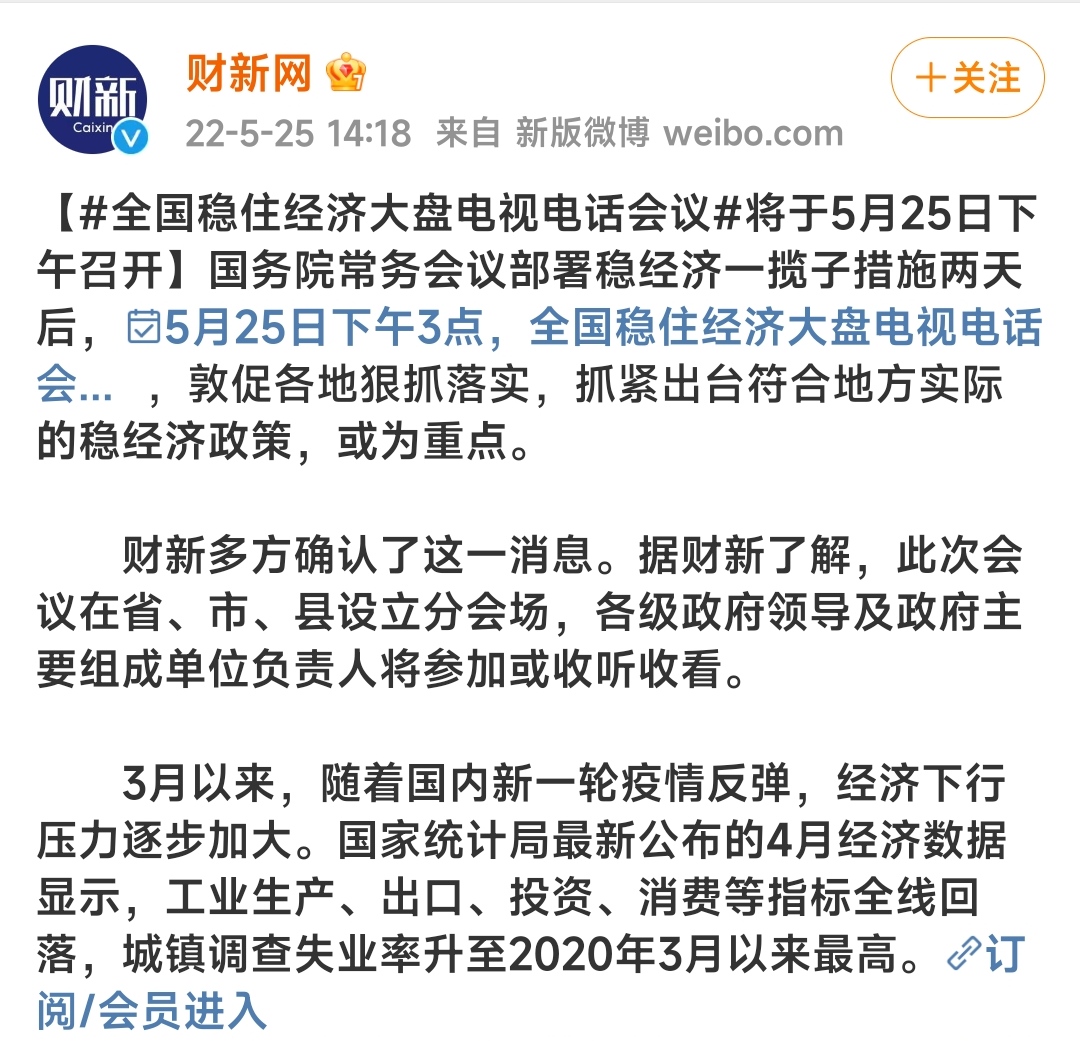 财新
Caixin
财新网
+关注
22-5-25 14:18 来自 新版微博 weibo.com
【#全国稳住经济大盘电视电话会议#将于5月25日下
午召开】国务院常务会议部署稳经济一揽子措施两天
后，5月25日下午3点，全国稳住经济大盘电视电话
会... ，敦促各地狠抓落实，抓紧出台符合地方实际
的稳经济政策，或为重点。
财新多方确认了这一消息。据财新了解，此次会
议在省、市、县设立分会场，各级政府领导及政府主
要组成单位负责人将参加或收听收看。
3月以来，随着国内新一轮疫情反弹，经济下行
压力逐步加大。国家统计局最新公布的4月经济数据
显示，工业生产、出口、投资、消费等指标全线回
落，城镇调查失业率升至2020年3月以来最高。订
阅/会员进入